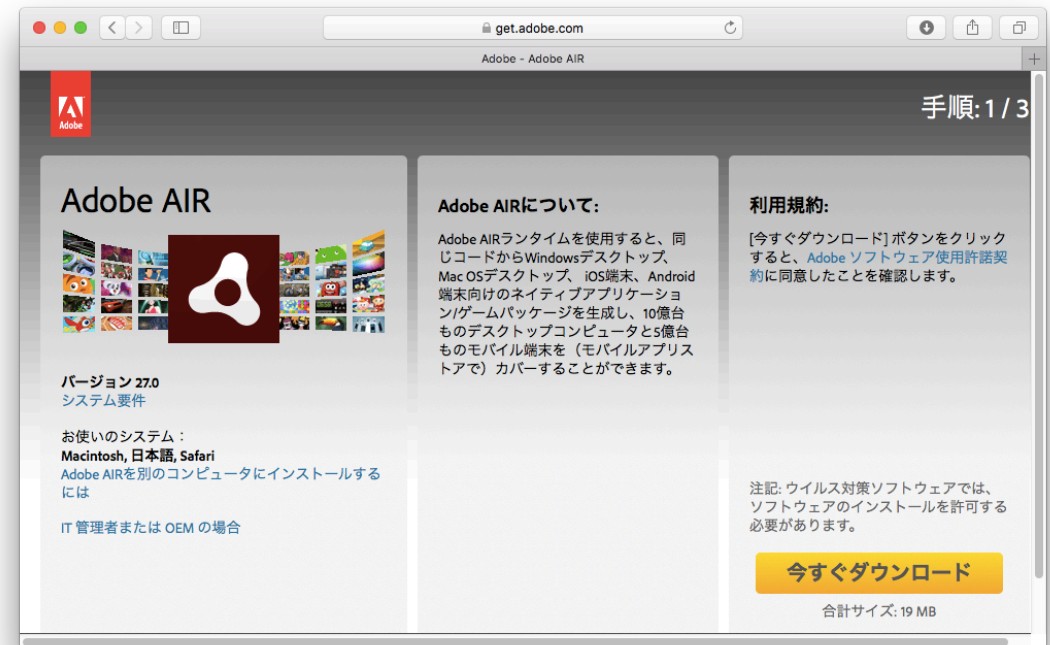 get.adobe.com
Adobe - Adobe AIR
Adobe
手順: 1 / 3
Adobe AIR
バージョン 27.0
システム要件
お使いのシステム：
Macintosh, 日本語, Safari
Adobe AIRを別のコンピュータにインストールする
には
IT 管理者または OEM の場合
Adobe AIRについて:
Adobe AIRランタイムを使用すると、同
じコードからWindowsデスクトップ、
Mac OSデスクトップ、 iOS端末、Android
端末向けのネイティブアプリケーショ
ン/ゲームパッケージを生成し、10億台
ものデスクトップコンピュータと5億台
ものモバイル端末を（モバイルアプリス
トアで）カバーすることができます。
利用規約:
[今すぐダウンロード] ボタンをクリック
すると、Adobe ソフトウェア使用許諾契
約に同意したことを確認します。
注記: ウイルス対策ソフトウェアでは、
ソフトウェアのインストールを許可する
必要があります。
今すぐダウンロード
合計サイズ: 19 MB